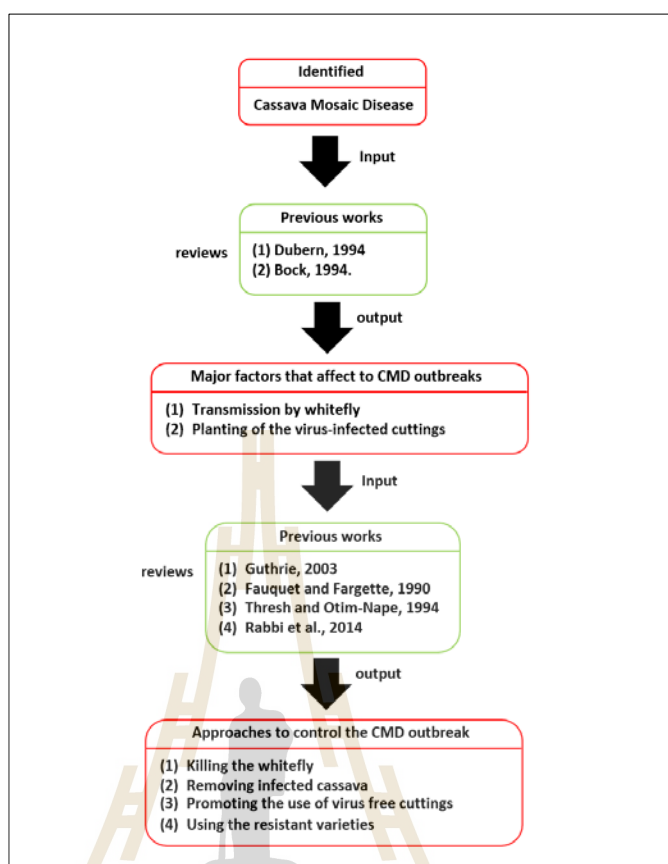 Identified
Cassava Mosaic Disease
Input
Previous works
reviews
(1) Dubern, 1994
(2) Bock, 1994.
output
Major factors that affect to CMD outbreaks
(1) Transmission by whitefly
(2) Planting of the virus-infected cuttings
Input
Previous works
reviews
(1) Guthrie, 2003
(2) Fauquet and Fargette, 1990
(3) Thresh and Otim-Nape, 1994
(4) Rabbi et al., 2014
output
Approaches to control the CMD outbreak
(1) Killing the whitefly
(2) Removing infected cassava
(3) Promoting the use of virus free cuttings
(4) Using the resistant varieties